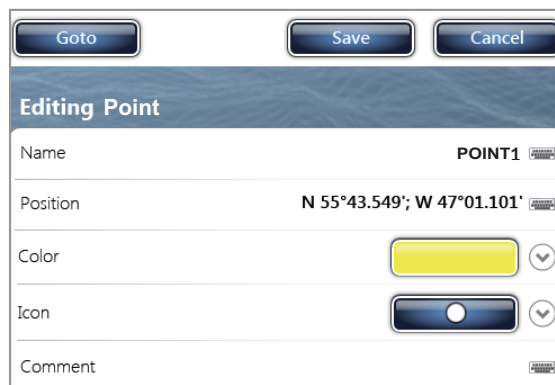 Goto Save Cancel
Editing Point
Name POINT1
Position N 55°43.549'; W 47°01.101'
Color
Icon
Comment